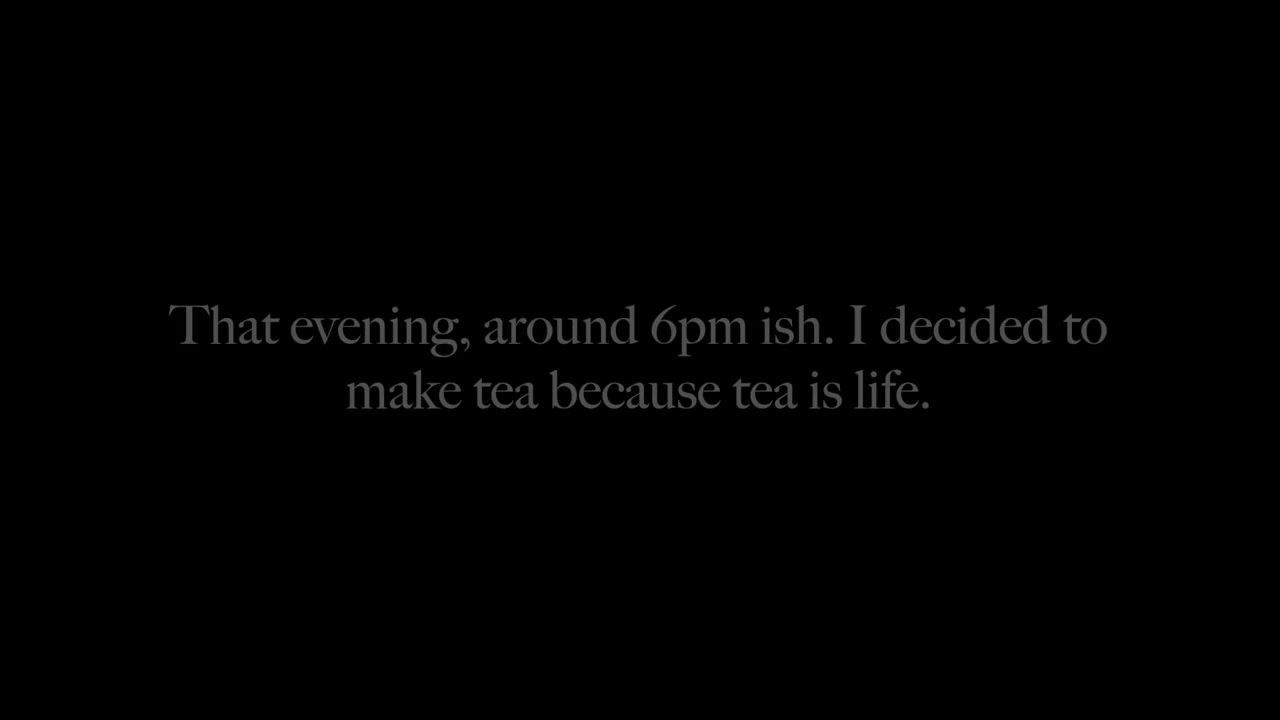 That evening, around 6pm ish. I decided to
make tea because tea is life.